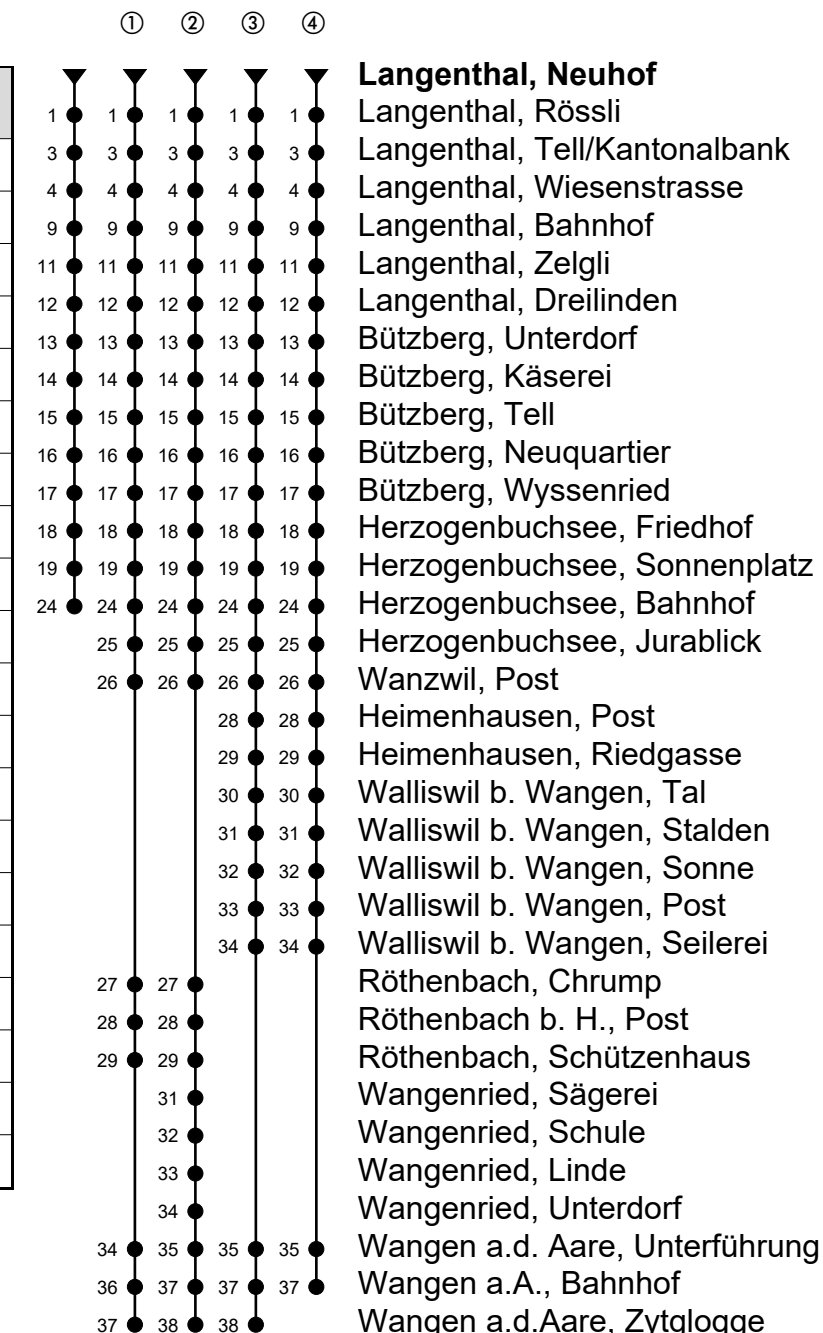 ① ② ③ ④
Langenthal, Neuhof
1 1 1 1 1 Langenthal, Rössli
3 3 3 3 3 Langenthal, Tell/Kantonalbank
4 4 4 4 4 Langenthal, Wiesenstrasse
9 9 9 9 9 Langenthal, Bahnhof
11 11 11 11 11 Langenthal, Zelgli
12 12 12 12 12 Langenthal, Dreilinden
13 13 13 13 13 Bützberg, Unterdorf
14 14 14 14 14 Bützberg, Käserei
15 15 15 15 15 Bützberg, Tell
16 16 16 16 16 Bützberg, Neuquartier
17 17 17 17 17 Bützberg, Wyssenried
18 18 18 18 18 Herzogenbuchsee, Friedhof
19 19 19 19 19 Herzogenbuchsee, Sonnenplatz
24 24 24 24 24 Herzogenbuchsee, Bahnhof
25 25 25 25 Herzogenbuchsee, Jurablick
26 26 26 26 Wanzwil, Post
28 28 Heimenhausen, Post
29 29 Heimenhausen, Riedgasse
30 30 Walliswil b. Wangen, Tal
31 31 Walliswil b. Wangen, Stalden
32 32 Walliswil b. Wangen, Sonne
33 33 Walliswil b. Wangen, Post
34 34 Walliswil b. Wangen, Seilerei
27 27 Röthenbach, Chrump
28 28 Röthenbach b. H., Post
29 29 Röthenbach, Schützenhaus
31 Wangenried, Sägerei
32 Wangenried, Schule
33 Wangenried, Linde
34 Wangenried, Unterdorf
34 35 35 35 Wangen a.d. Aare, Unterführung
36 37 37 37 Wangen a.A., Bahnhof
37 38 38 Wangen a.d.Aare, Zytglogge